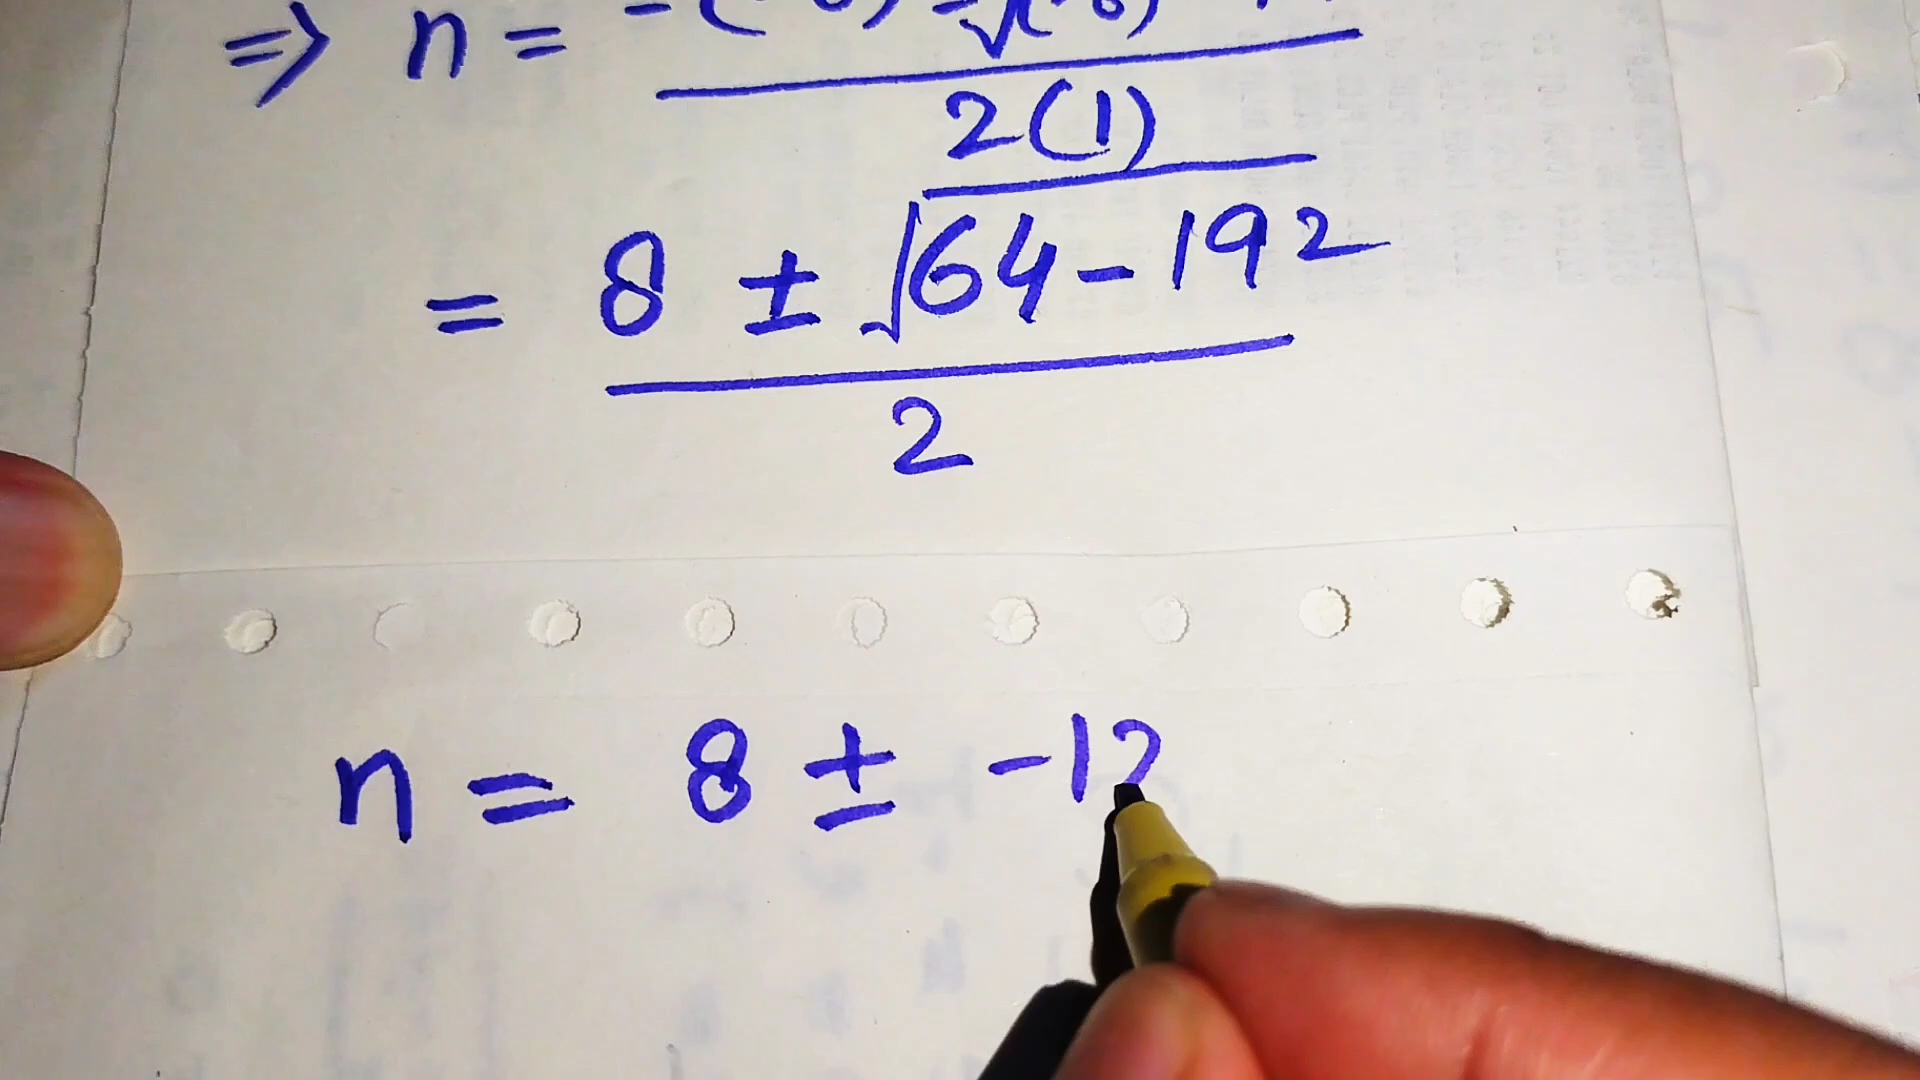 ⇒ n =
2(1)
= 8 ± √64-192
2
n = 8 ± -12